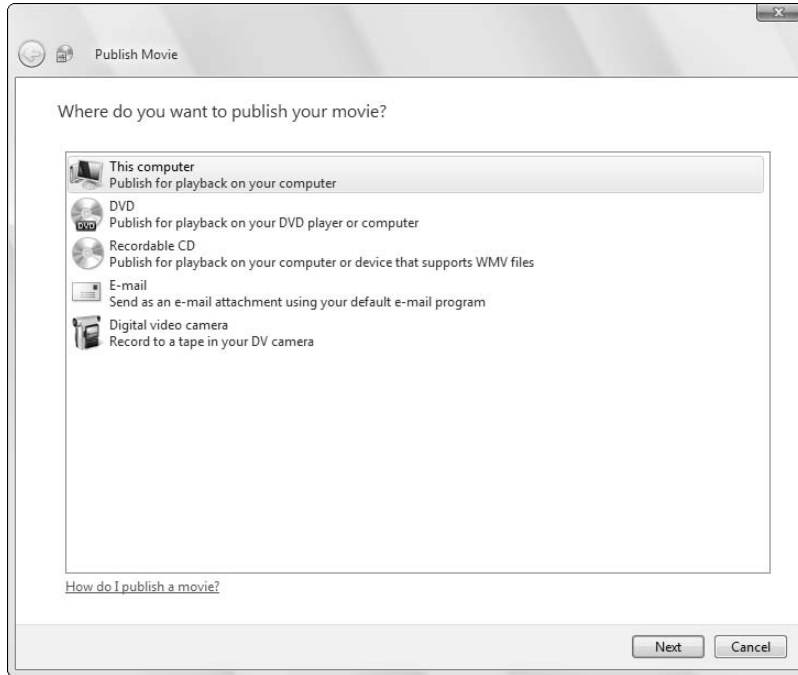 Publish Movie
Where do you want to publish your movie?
This computer
Publish for playback on your computer
DVD
DVD
Publish for playback on your DVD player or computer
Recordable CD
Publish for playback on your computer or device that supports WMV files
E-mail
Send as an e-mail attachment using your default e-mail program
Digital video camera
Record to a tape in your DV camera
How do I publish a movie?
Next
Cancel